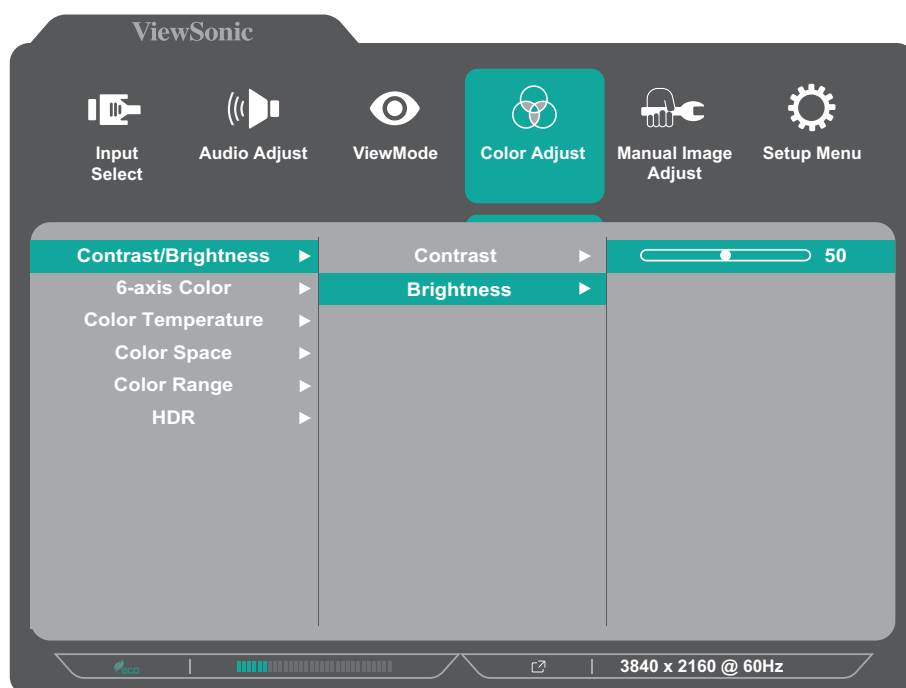 ViewSonic
Input Select
Audio Adjust
ViewMode
Color Adjust
Manual Image Adjust
Setup Menu
Contrast/Brightness
Contrast
50
6-axis Color
Brightness
Color Temperature
Color Space
Color Range
HDR
eco
3840 x 2160 @ 60Hz